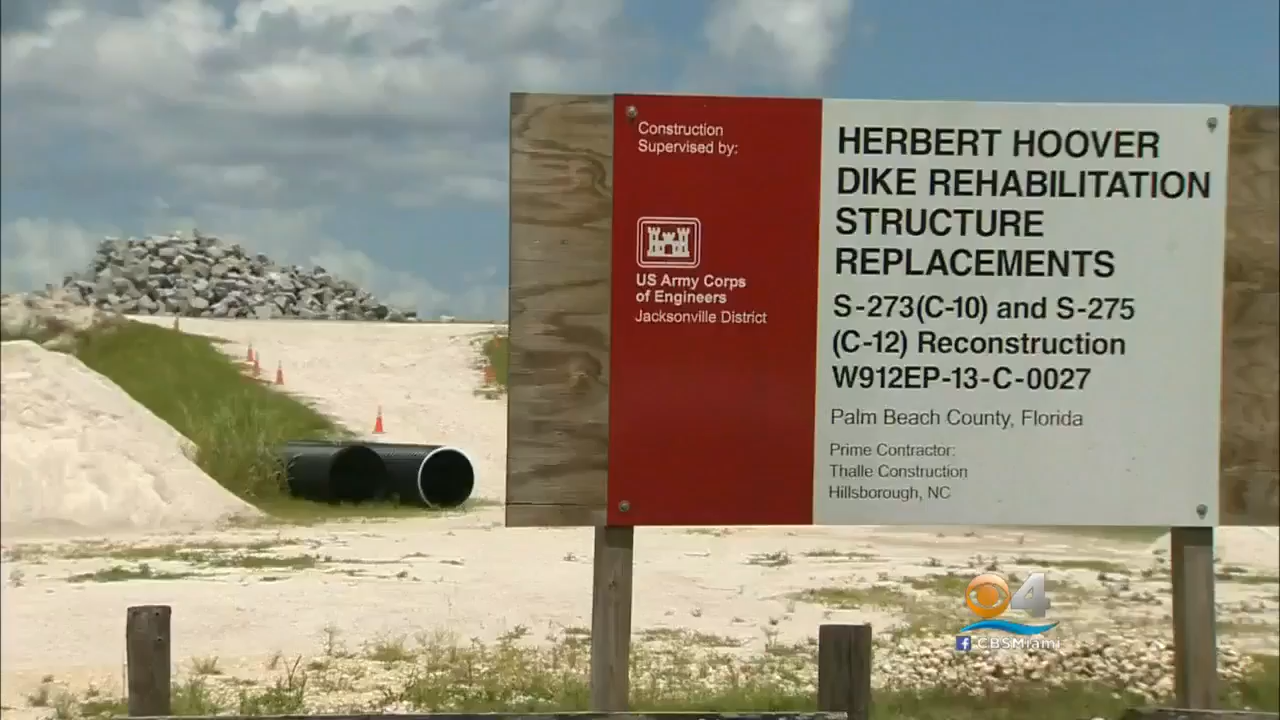 Construction
Supervised by:
US Army Corps
of Engineers
Jacksonville District
HERBERT HOOVER
DIKE REHABILITATION
STRUCTURE
REPLACEMENTS
S-273(C-10) and S-275
(C-12) Reconstruction
W912EP-13-C-0027
Palm Beach County, Florida
Prime Contractor:
Thalle Construction
Hillsborough, NC
4
f CBSMiami